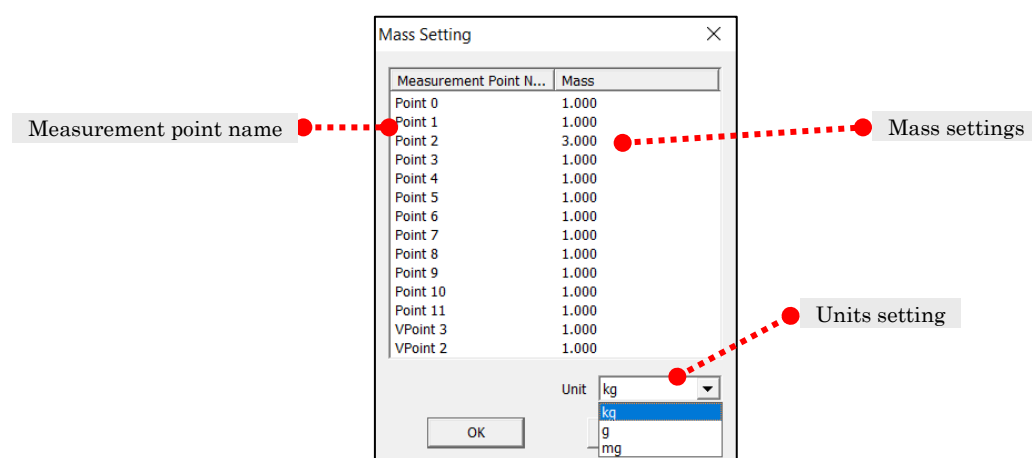 Mass Setting
Measurement Point N... Mass
Point 0 1.000
Measurement point name
Point 1 1.000
Mass settings
Point 2 3.000
Point 3 1.000
Point 4 1.000
Point 5 1.000
Point 6 1.000
Point 7 1.000
Point 8 1.000
Point 9 1.000
Point 10 1.000
Point 11 1.000
Units setting
VPoint 3 1.000
VPoint 2 1.000
Unit kg
kg
g
mg
OK